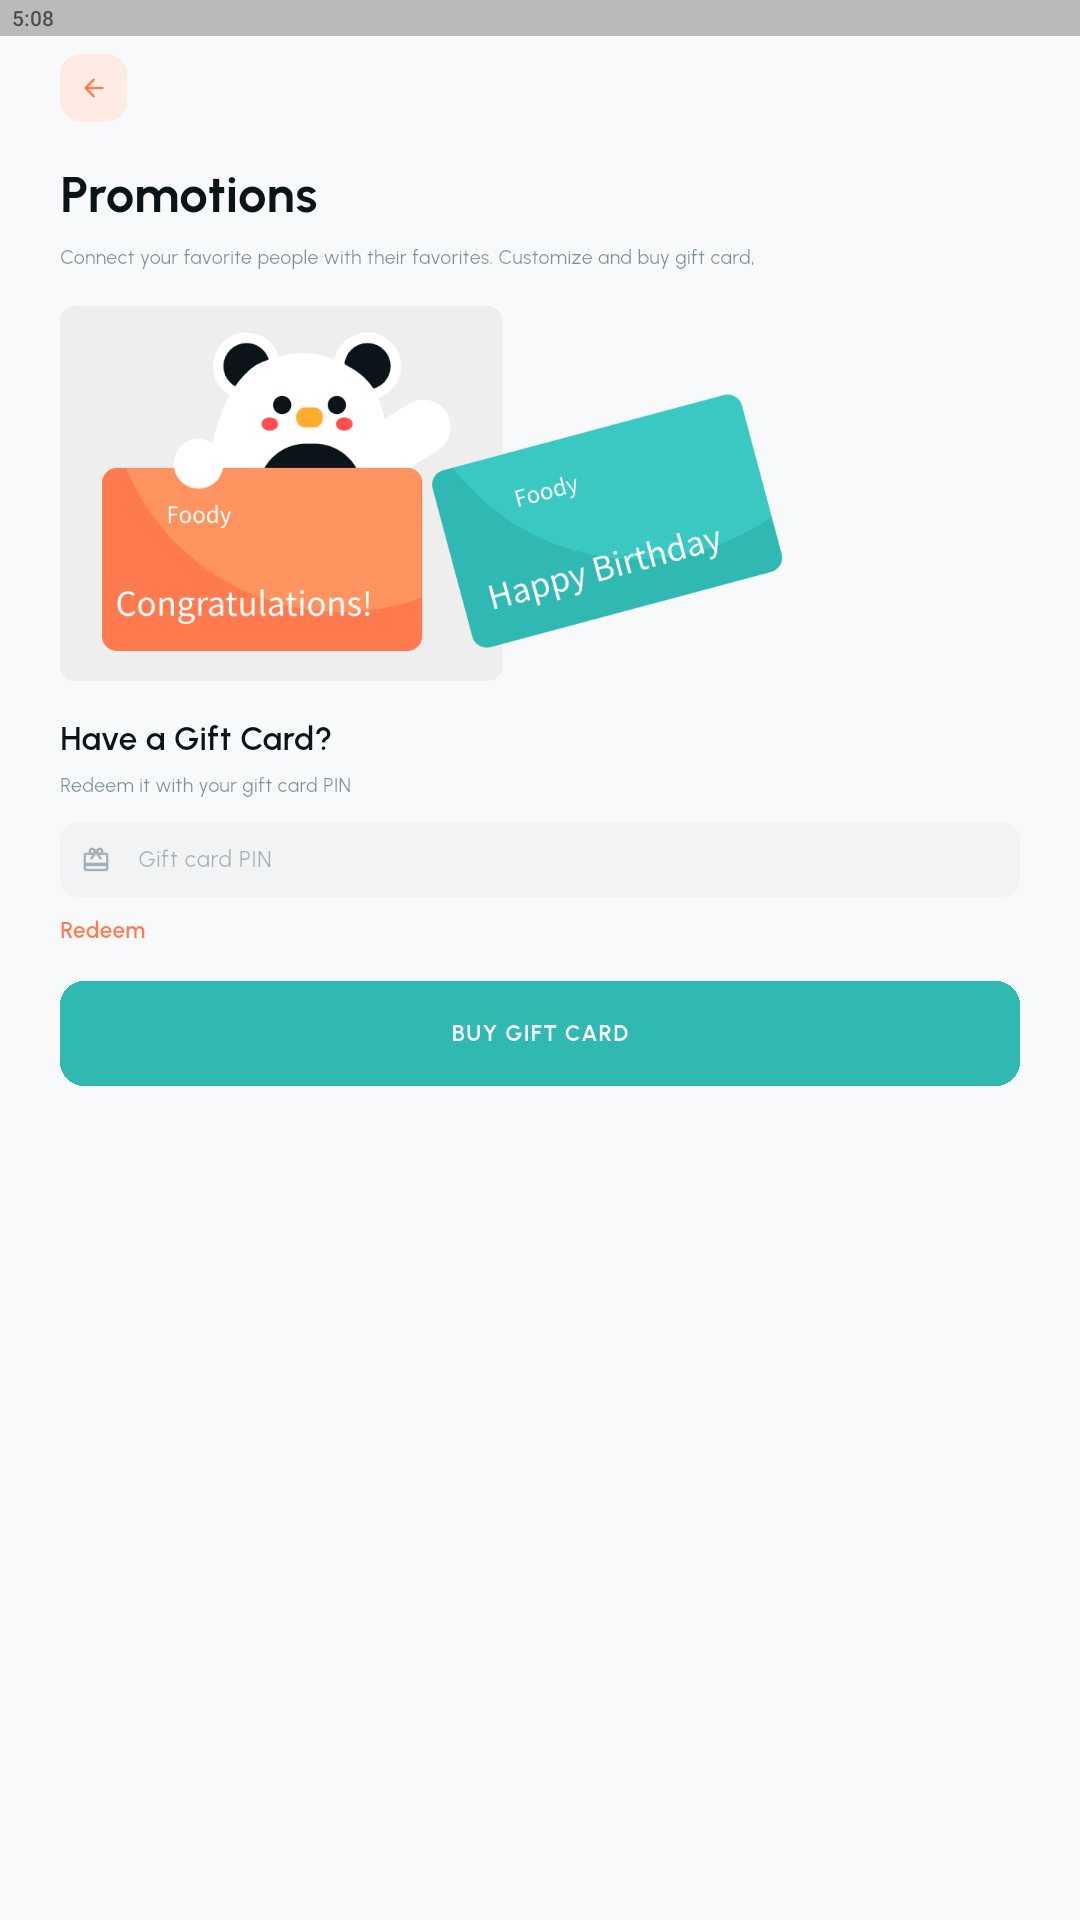 5:08
Promotions
Connect your favorite people with their favorites. Customize and buy gift card,
Foody
Congratulations!
Foody
Happy Birthday
Have a Gift Card?
Redeem it with your gift card PIN
Gift card PIN
Redeem
BUY GIFT CARD